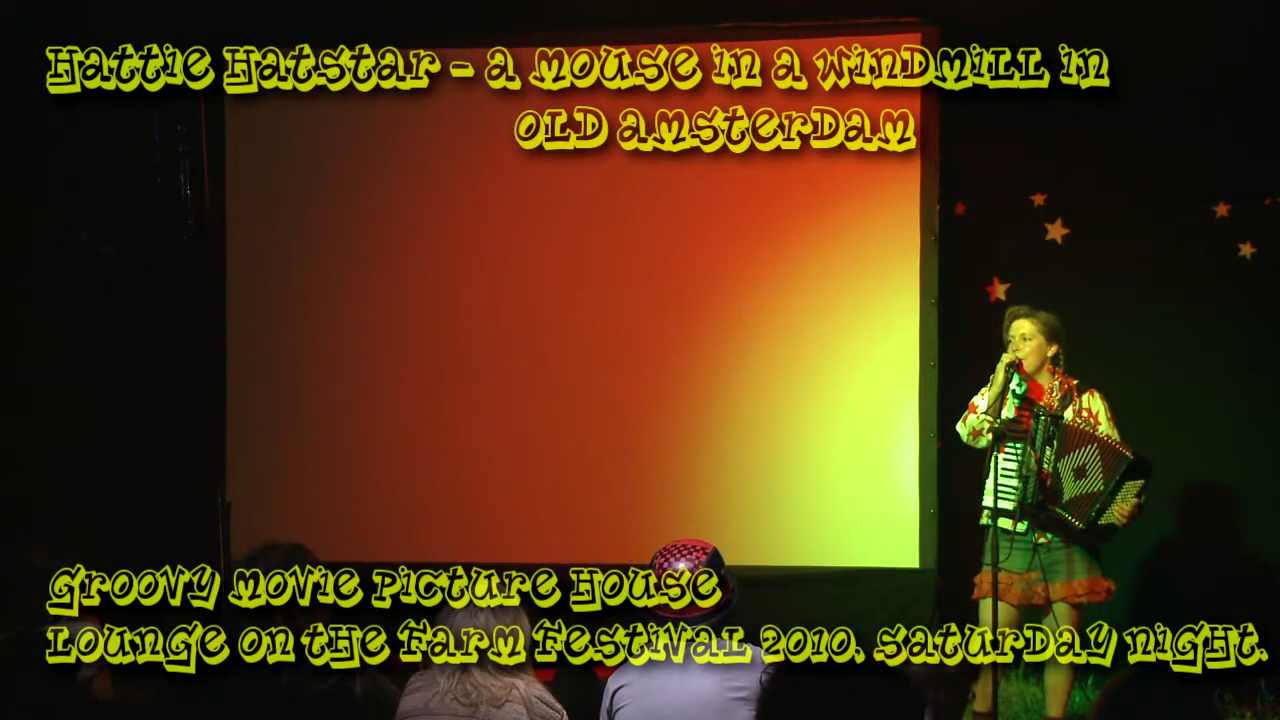 Hattie Hatstar - a mouse in a windmill in
old amsterdam
Groovy movie picture House
Lounge on the Farm Festival 2010. Saturday night.